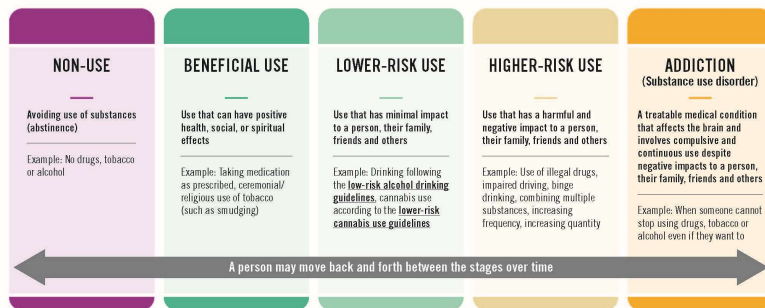 NON-USE
Avoiding use of substances
(abstinence)
Example: No drugs, tobacco
or alcohol
BENEFICIAL USE
Use that can have positive
health, social, or spiritual
effects
Example: Taking medication
as prescribed, ceremonial/
religious use of tobacco
(such as smudging)
LOWER-RISK USE
Use that has minimal impact
to a person, their family,
friends and others
Example: Drinking following
the low-risk alcohol drinking
guidelines, cannabis use
according to the lower-risk
cannabis use guidelines
HIGHER-RISK USE
Use that has a harmful and
negative impact to a person,
their family, friends and others
Example: Use of illegal drugs,
impaired driving, binge
drinking, combining multiple
substances, increasing
frequency, increasing quantity
ADDICTION
(Substance use disorder)
A treatable medical condition
that affects the brain and
involves compulsive and
continuous use despite
negative impacts to a person,
their family, friends and others
Example: When someone cannot
stop using drugs, tobacco or
alcohol even if they want to
A person may move back and forth between the stages over time